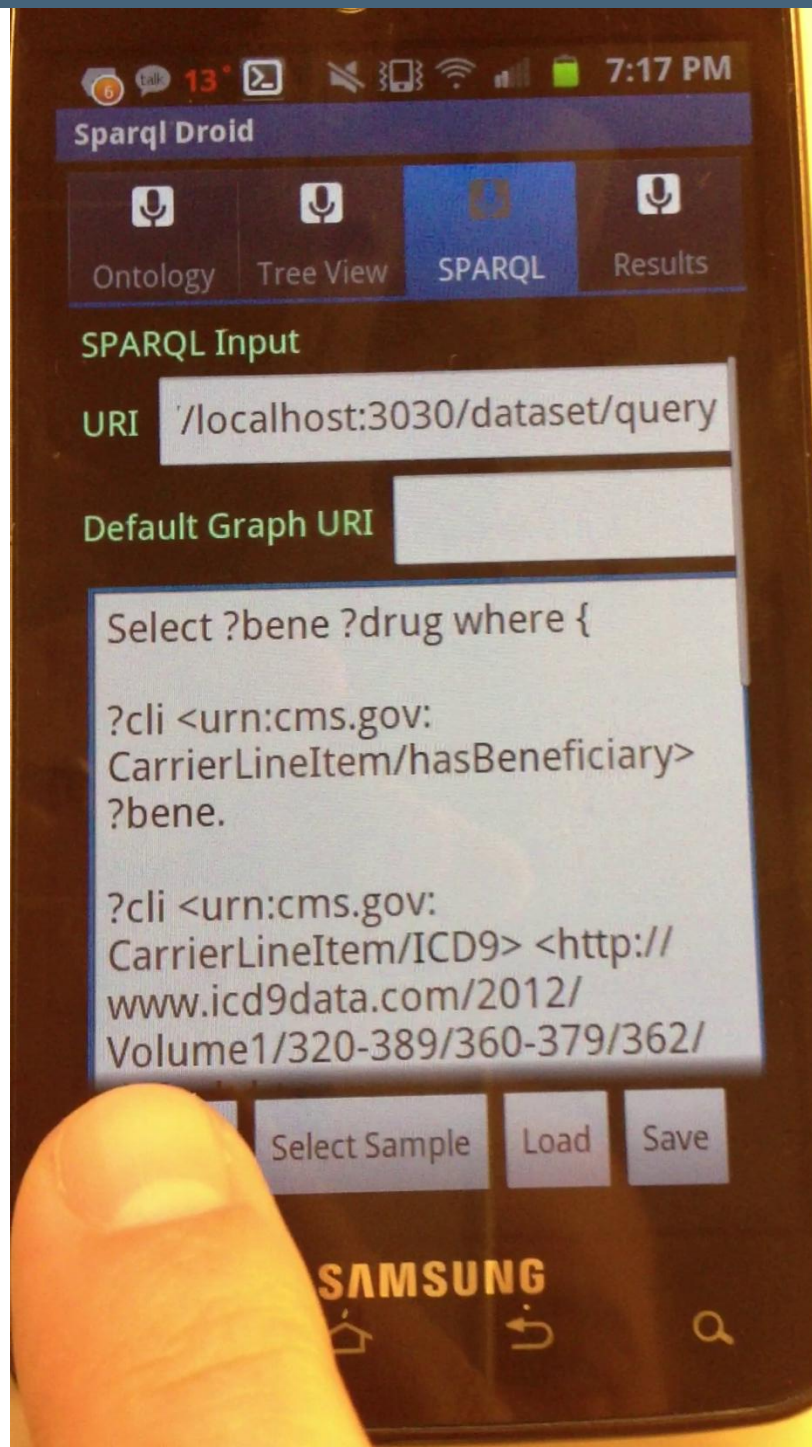 6 talk 13° 7:17 PM
Sparql Droid
Ontology Tree View SPARQL Results
SPARQL Input
URI /localhost:3030/dataset/query
Default Graph URI
Select ?bene ?drug where {
?cli <urn:cms.gov:
CarrierLineItem/hasBeneficiary>
?bene.
?cli <urn:cms.gov:
CarrierLineItem/ICD9> <http://
www.icd9data.com/2012/
Volume1/320-389/360-379/362/
Select Sample Load Save
SAMSUNG